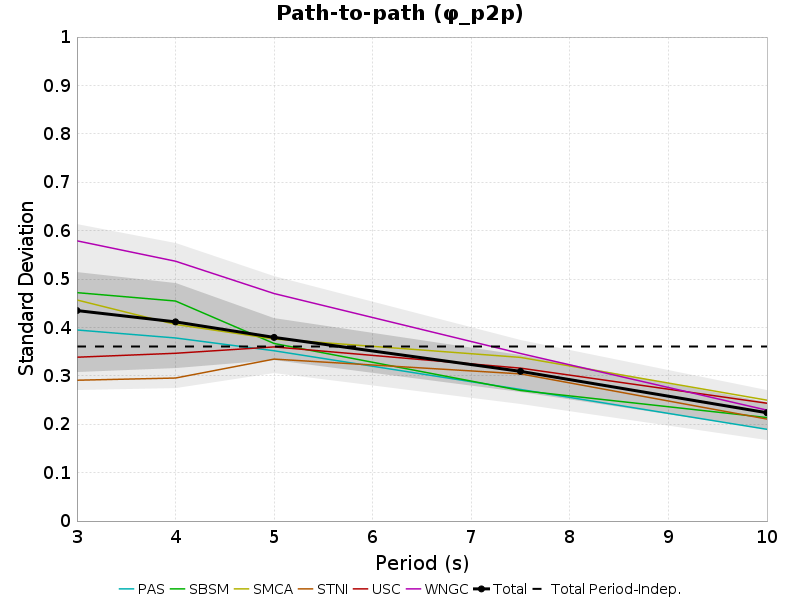 Path-to-path (φ_p2p)
1
0.9
0.8
0.7
0.6
0.5
0.4
0.3
0.2
0.1
0
Standard Deviation
3 4 5 6 7 8 9 10
Period (s)
PAS SBSM SMCA STNI USC WNGC Total Total Period-Indep.